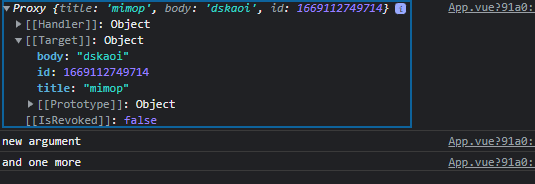 Proxy {title: 'mimop', body: 'dskaoi', id: 1669112749714} i App.vue?91a0:
▶ [[Handler]]: Object
▼ [[Target]]: Object
body: "dskaoi"
id: 1669112749714
title: "mimop"
▶ [[Prototype]]: Object
[[IsRevoked]]: false
new argument App.vue?91a0:
and one more App.vue?91a0: